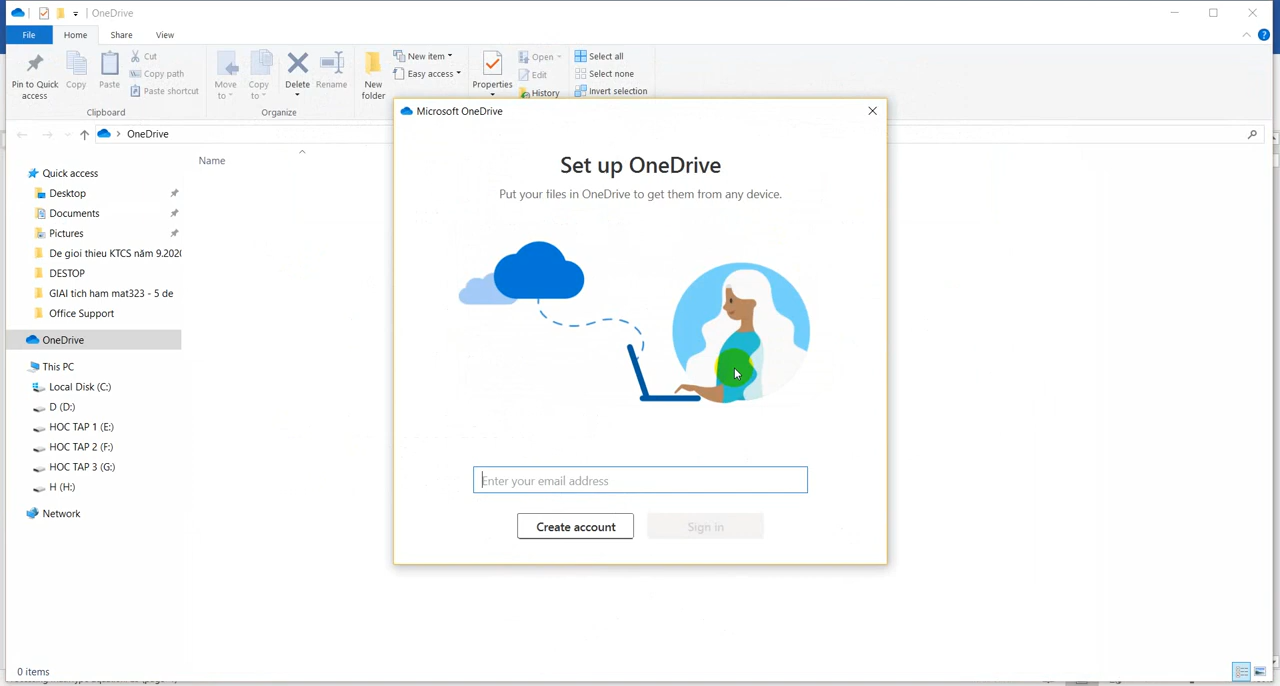 OneDrive
File
Home
Share
View
Pin to Quick access
Copy
Paste
Cut
Copy path
Paste shortcut
Clipboard
Move to
Copy to
Delete
Rename
Organize
New folder
New item
Easy access
Properties
Open
Edit
History
Select all
Select none
Invert selection
OneDrive
Name
Quick access
Desktop
Documents
Pictures
De gioi thieu KTCS năm 9.2020
DESTOP
GIAI tich ham mat323 - 5 de
Office Support
OneDrive
This PC
Local Disk (C:)
D (D:)
HOC TAP 1 (E:)
HOC TAP 2 (F:)
HOC TAP 3 (G:)
H (H:)
Network
0 items
Microsoft OneDrive
Set up OneDrive
Put your files in OneDrive to get them from any device.
Enter your email address
Create account
Sign in